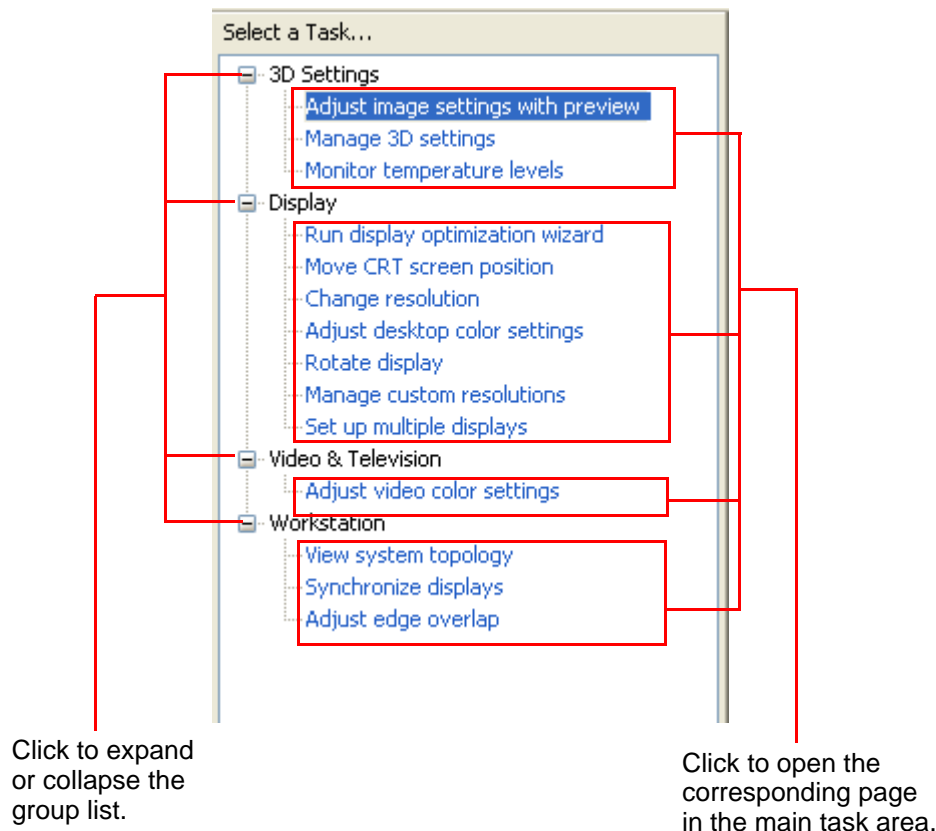 Select a Task...
3D Settings
Adjust image settings with preview
Manage 3D settings
Monitor temperature levels
Display
Run display optimization wizard
Move CRT screen position
Change resolution
Adjust desktop color settings
Rotate display
Manage custom resolutions
Set up multiple displays
Video & Television
Adjust video color settings
Workstation
View system topology
Synchronize displays
Adjust edge overlap
Click to expand
or collapse the
group list.
Click to open the
corresponding page
in the main task area.